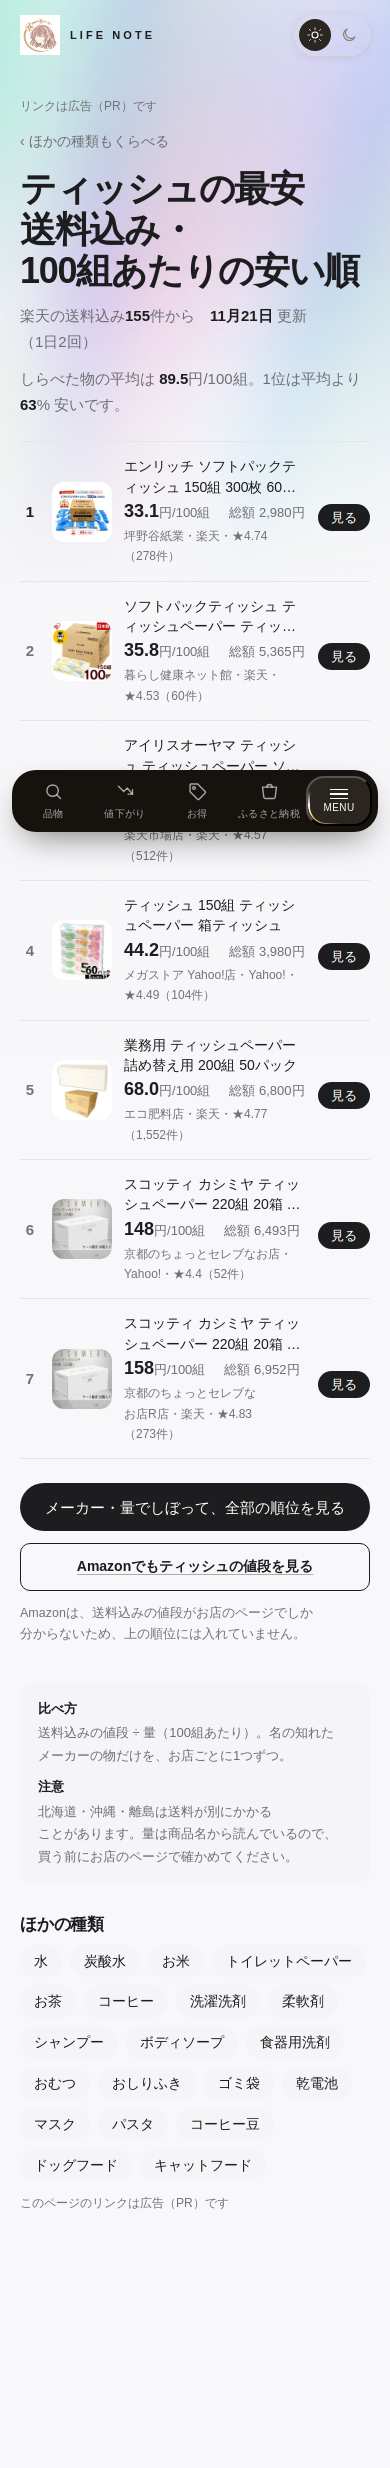 LIFE NOTE
リンクは広告（PR）です
‹ ほかの種類もくらべる
ティッシュの最安
送料込み・
100組あたりの安い順
楽天の送料込み155件から 11月21日 更新
（1日2回）
しらべた物の平均は 89.5円/100組。1位は平均より
63% 安いです。
エンリッチ ソフトパックテ
1
ィッシュ 150組 300枚 60…
33.1円/100組 総額 2,980円
見る
坪野谷紙業・楽天・★4.74
（278件）
ソフトパックティッシュ テ
2
ィッシュペーパー ティッ…
35.8円/100組 総額 5,365円
見る
暮らし健康ネット館・楽天・
★4.53（60件）
アイリスオーヤマ ティッシ
ュ ティッシュペーパー ソ…
品物
値下がり
お得
ふるさと納税
MENU
楽天市場店・楽天・★4.57
（512件）
ティッシュ 150組 ティッシ
4
ュペーパー 箱ティッシュ
44.2円/100組 総額 3,980円
見る
メガストア Yahoo!店・Yahoo!・
★4.49（104件）
業務用 ティッシュペーパー
5
詰め替え用 200組 50パック
68.0円/100組 総額 6,800円
見る
エコ肥料店・楽天・★4.77
（1,552件）
スコッティ カシミヤ ティッ
6
シュペーパー 220組 20箱 …
148円/100組 総額 6,493円
見る
京都のちょっとセレブなお店・
Yahoo!・★4.4（52件）
スコッティ カシミヤ ティッ
7
シュペーパー 220組 20箱 …
158円/100組 総額 6,952円
見る
京都のちょっとセレブな
お店R店・楽天・★4.83
（273件）
メーカー・量でしぼって、全部の順位を見る
Amazonでもティッシュの値段を見る
Amazonは、送料込みの値段がお店のページでしか
分からないため、上の順位には入れていません。
比べ方
送料込みの値段 ÷ 量（100組あたり）。名の知れた
メーカーの物だけを、お店ごとに1つずつ。
注意
北海道・沖縄・離島は送料が別にかかる
ことがあります。量は商品名から読んでいるので、
買う前にお店のページで確かめてください。
ほかの種類
水 炭酸水 お米 トイレットペーパー
お茶 コーヒー 洗濯洗剤 柔軟剤
シャンプー ボディソープ 食器用洗剤
おむつ おしりふき ゴミ袋 乾電池
マスク パスタ コーヒー豆
ドッグフード キャットフード
このページのリンクは広告（PR）です